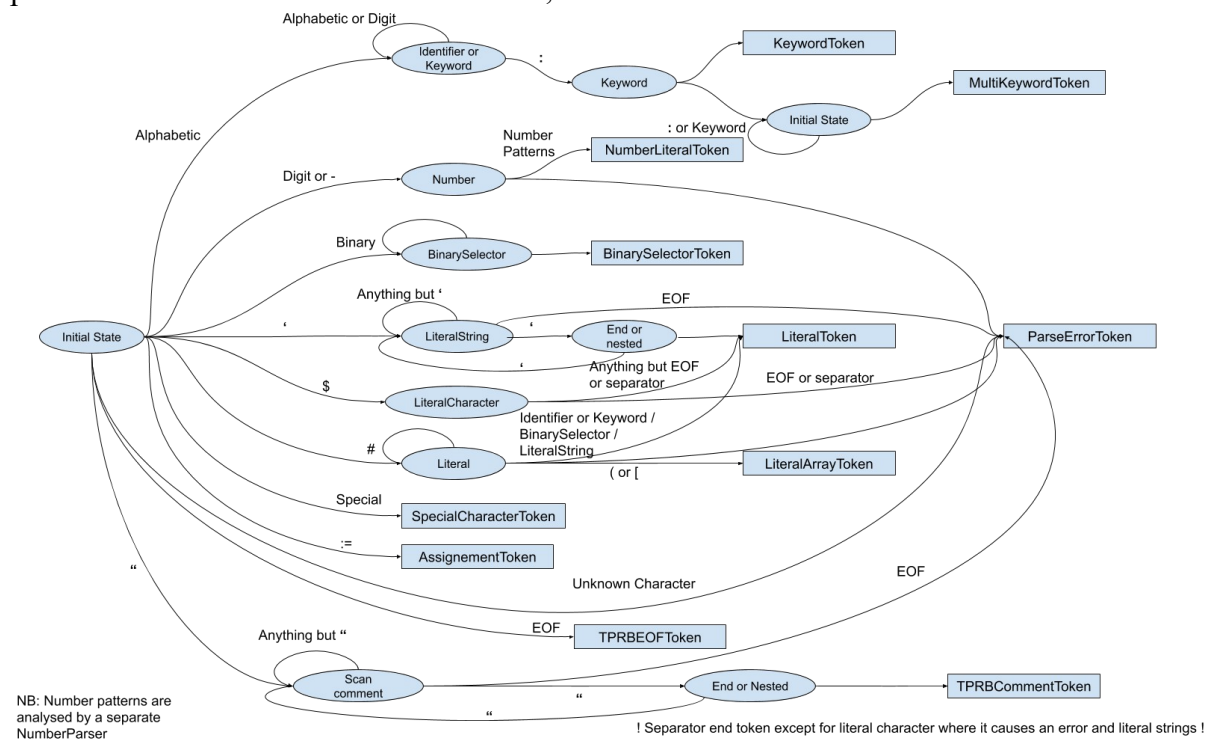 Alphabetic or Digit
Identifier or
Keyword
:
KeywordToken
Keyword
MultiKeywordToken
Initial State
: or Keyword
Alphabetic
Number
Patterns
NumberLiteralToken
Digit or -
Number
Binary
BinarySelector
BinarySelectorToken
Anything but ‘
EOF
Initial State
‘
LiteralString
‘
End or
nested
LiteralToken
ParseErrorToken
‘
Anything but EOF
or separator
EOF or separator
$
LiteralCharacter
Identifier or Keyword /
BinarySelector /
LiteralString
#
Literal
( or [
LiteralArrayToken
Special
SpecialCharacterToken
:=
AssignementToken
“
Unknown Character
EOF
EOF
TPRBEOFToken
Anything but “
Scan
comment
“
End or Nested
TPRBCommentToken
“
NB: Number patterns are
analysed by a separate
NumberParser
! Separator end token except for literal character where it causes an error and literal strings !